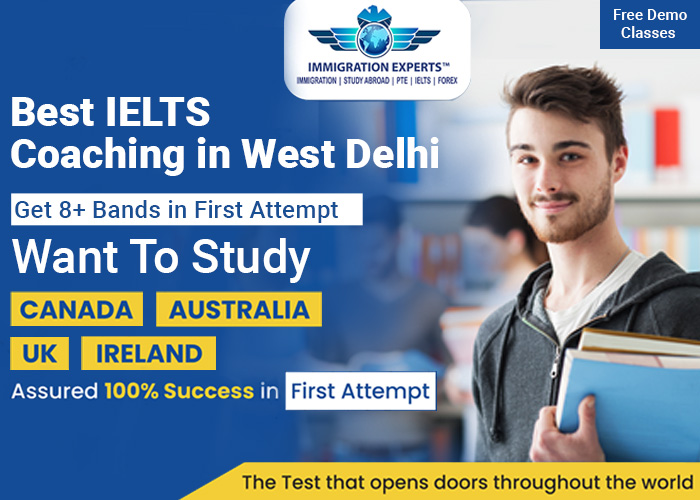 Free Demo
Classes
IMMIGRATION EXPERTS™
IMMIGRATION | STUDY ABROAD | PTE | IELTS | FOREX
Best IELTS
Coaching in West Delhi
Get 8+ Bands in First Attempt
Want To Study
CANADA AUSTRALIA
UK IRELAND
Assured 100% Success in First Attempt
The Test that opens doors throughout the world